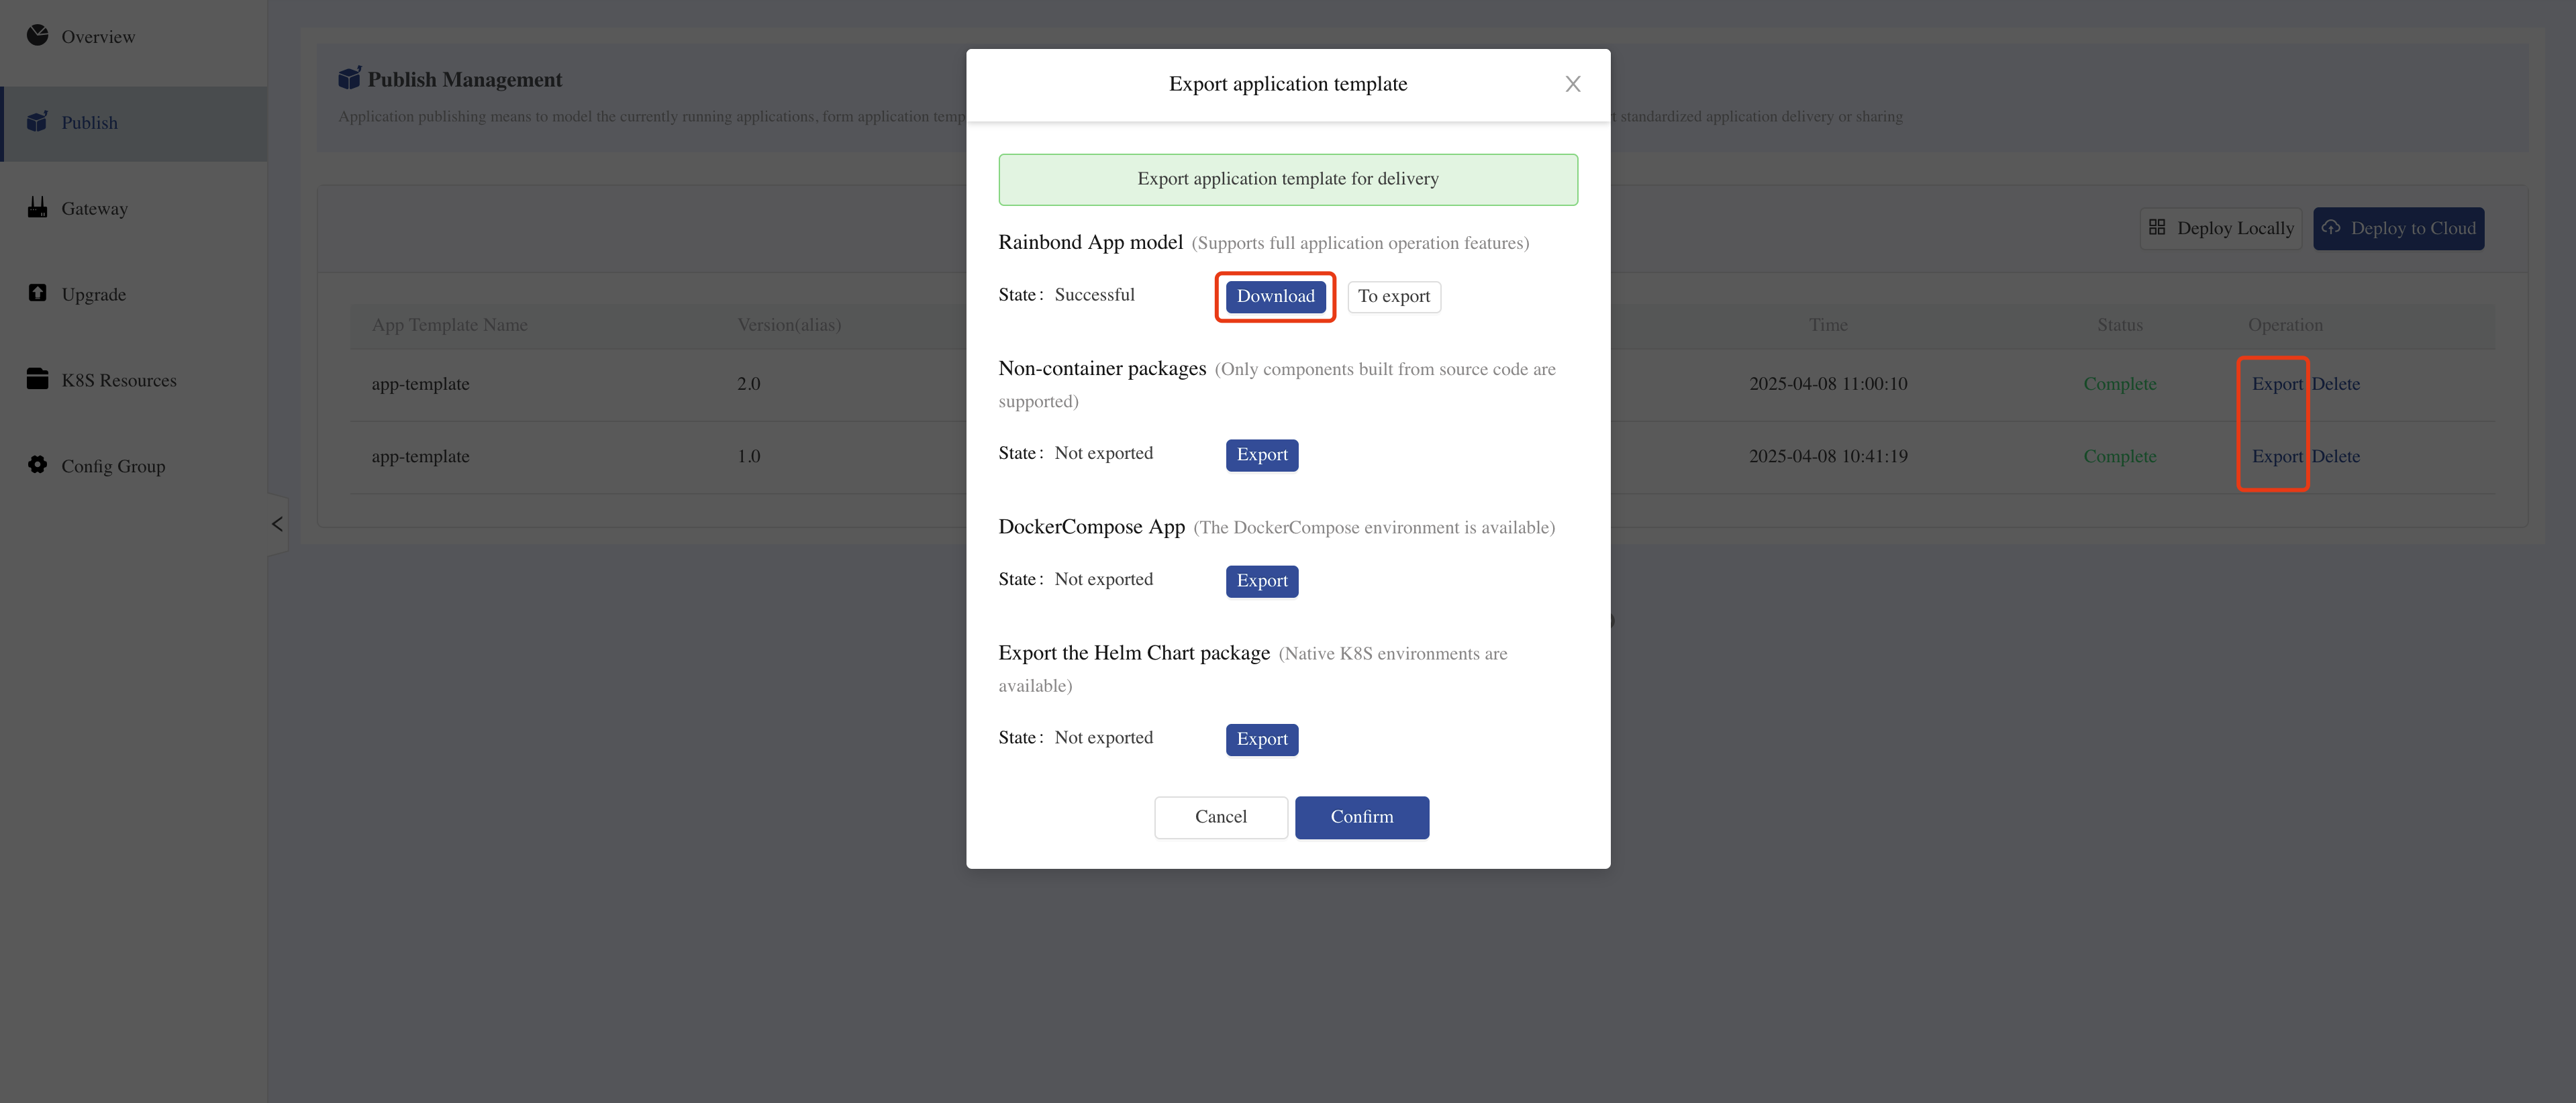 Overview
Publish
Gateway
Upgrade
K8S Resources
Config Group
Publish Management
Application publishing means to model the currently running applications, form application temp
standardized application delivery or sharing
Deploy Locally
Deploy to Cloud
App Template Name Version(alias) Time Status Operation
app-template 2.0 2025-04-08 11:00:10 Complete Export Delete
app-template 1.0 2025-04-08 10:41:19 Complete Export Delete
Export application template
Export application template for delivery
Rainbond App model (Supports full application operation features)
State : Successful Download To export
Non-container packages (Only components built from source code are
supported)
State : Not exported Export
DockerCompose App (The DockerCompose environment is available)
State : Not exported Export
Export the Helm Chart package (Native K8S environments are
available)
State : Not exported Export
Cancel Confirm